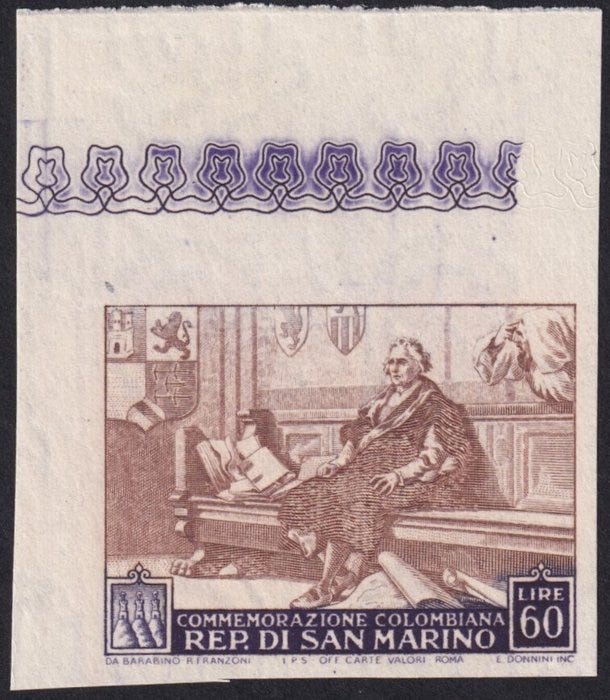 LIRE
60
COMMEMORAZIONE COLOMBIANA
REP. DI SAN MARINO
DA BARABINO R. FRANZONI I.P.S. OFF. CARTE VALORI ROMA E. DONNINI INC